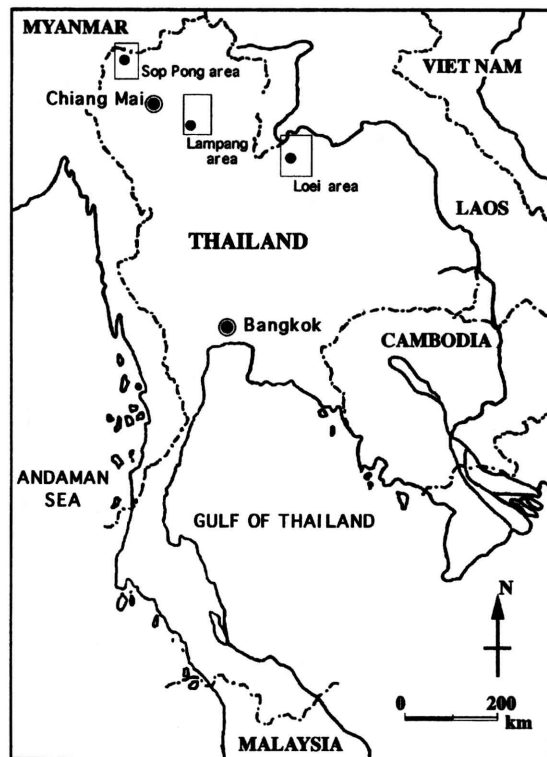 MYANMAR
Sop Pong area
VIET NAM
Chiang Mai
Lampang
area
Loei area
LAOS
THAILAND
Bangkok
CAMBODIA
ANDAMAN
SEA
GULF OF THAILAND
N
0 200
km
MALAYSIA